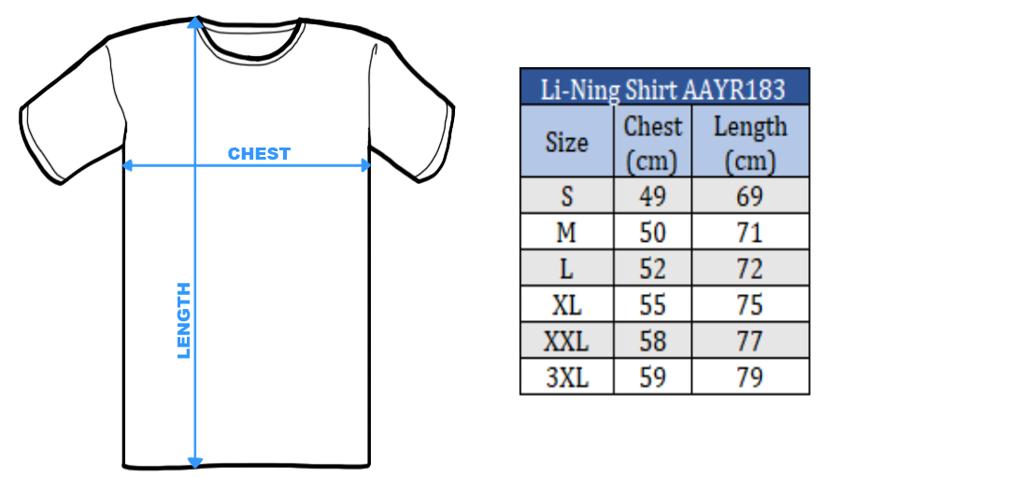 CHEST
LENGTH
Li-Ning Shirt AAYR183
Size Chest (cm) Length (cm)
S 49 69
M 50 71
L 52 72
XL 55 75
XXL 58 77
3XL 59 79